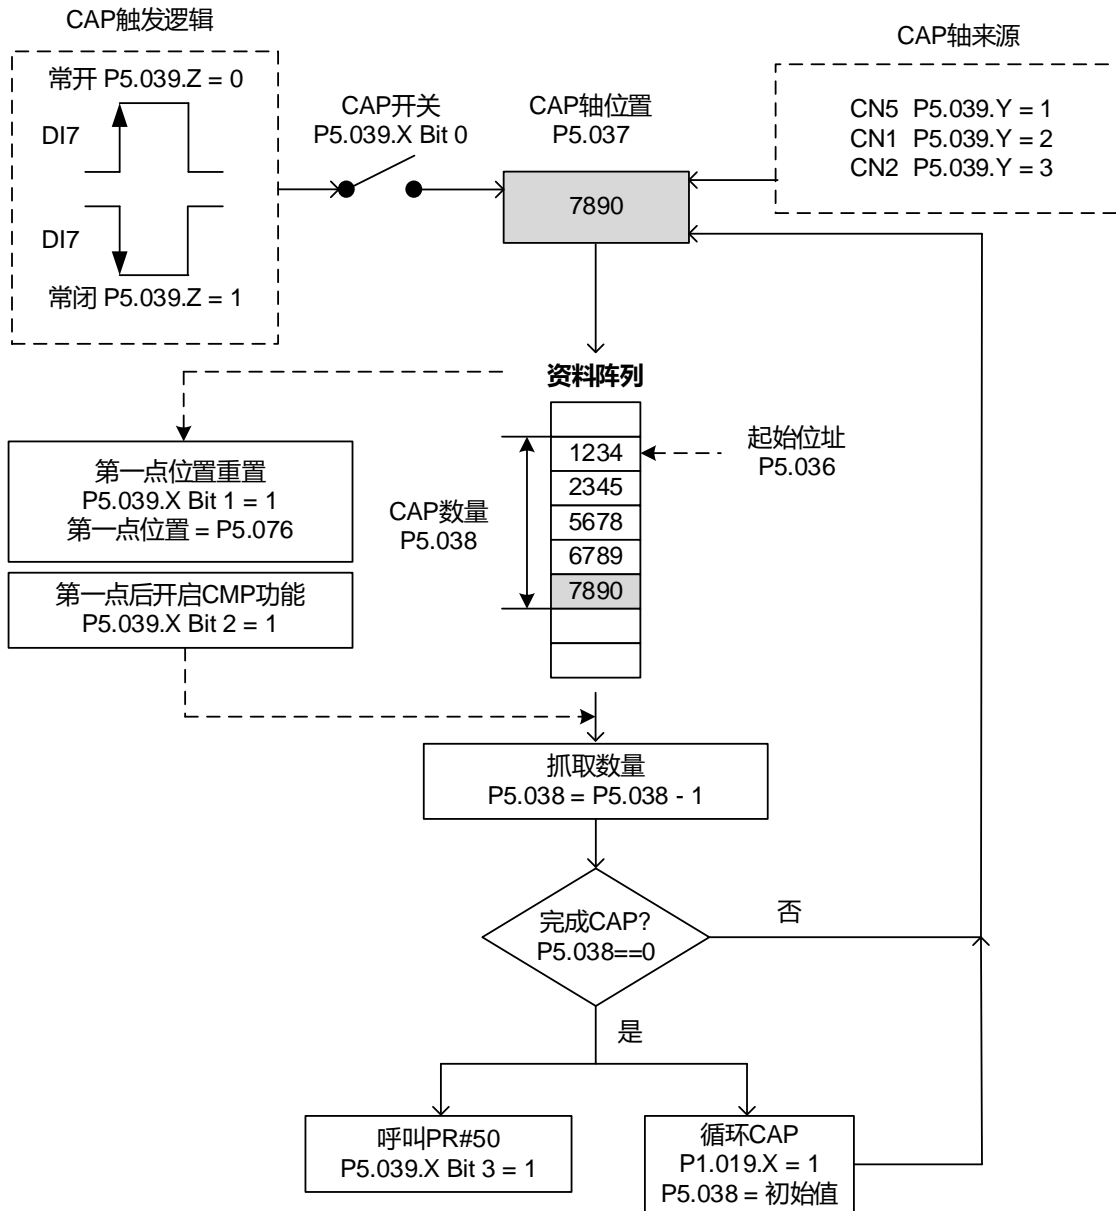 CAP触发逻辑
常开 P5.039.Z = 0
DI7
DI7
常闭 P5.039.Z = 1
CAP开关
P5.039.X Bit 0
CAP轴位置
P5.037
7890
CAP轴来源
CN5 P5.039.Y = 1
CN1 P5.039.Y = 2
CN2 P5.039.Y = 3
资料阵列
1234
2345
5678
6789
7890
起始位址
P5.036
CAP数量
P5.038
第一点位置重置
P5.039.X Bit 1 = 1
第一点位置 = P5.076
第一点后开启CMP功能
P5.039.X Bit 2 = 1
抓取数量
P5.038 = P5.038 - 1
完成CAP?
P5.038==0
否
是
呼叫PR#50
P5.039.X Bit 3 = 1
循环CAP
P1.019.X = 1
P5.038 = 初始值